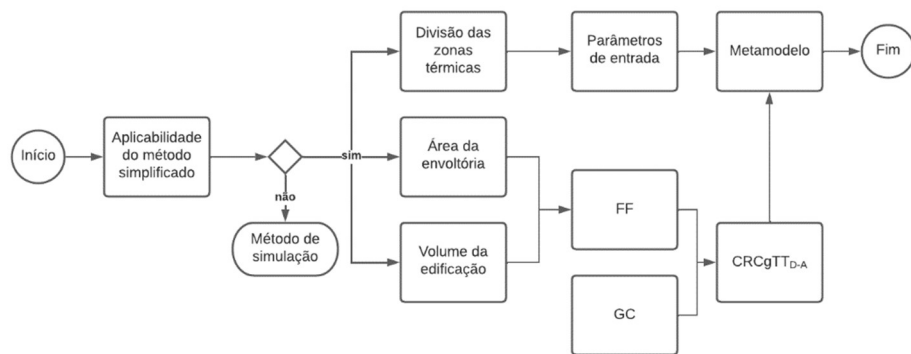 Divisão das
zonas
térmicas
Parâmetros
de entrada
Metamodelo
Fim
Início
Aplicabilidade
do método
simplificado
sim
Área da
envoltória
não
Método de
simulação
Volume da
edificação
FF
GC
CRCgTTD-A